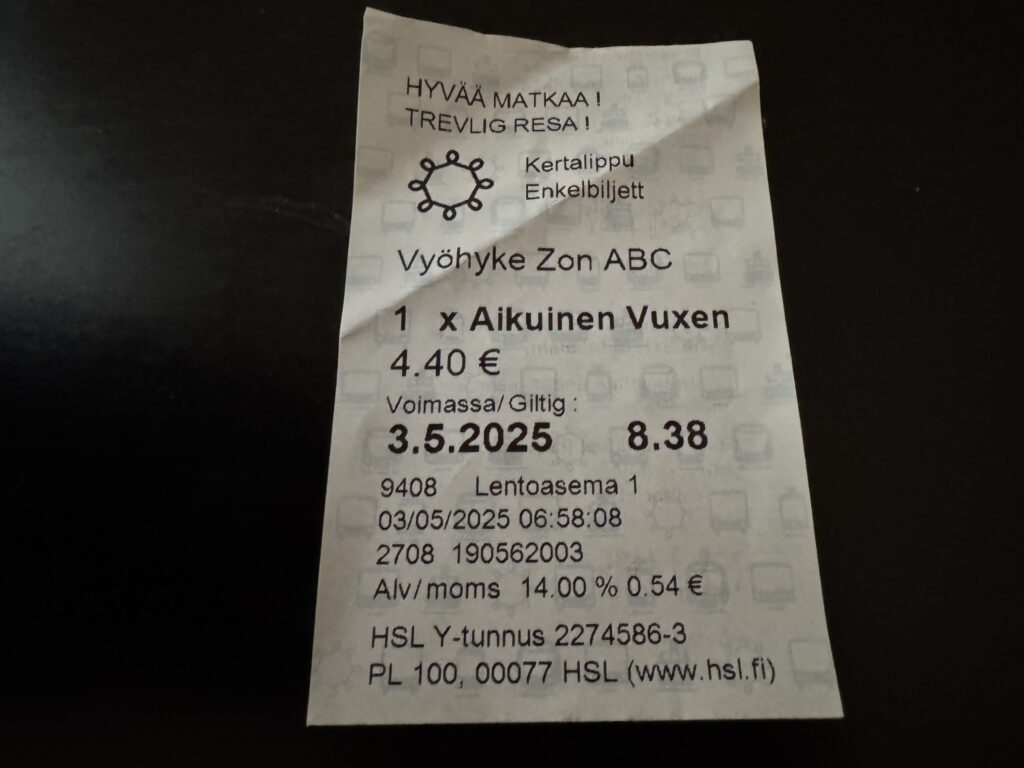 HYVÄÄ MATKAA !
TREVLIG RESA !
Kertalippu
Enkelbiljett
Vyöhyke Zon ABC
1 x Aikuinen Vuxen
4.40 €
Voimassa/Giltig :
3.5.2025 8.38
9408 Lentoasema 1
03/05/2025 06:58:08
2708 190562003
Alv/moms 14.00 % 0.54 €
HSL Y-tunnus 2274586-3
PL 100, 00077 HSL (www.hsl.fi)